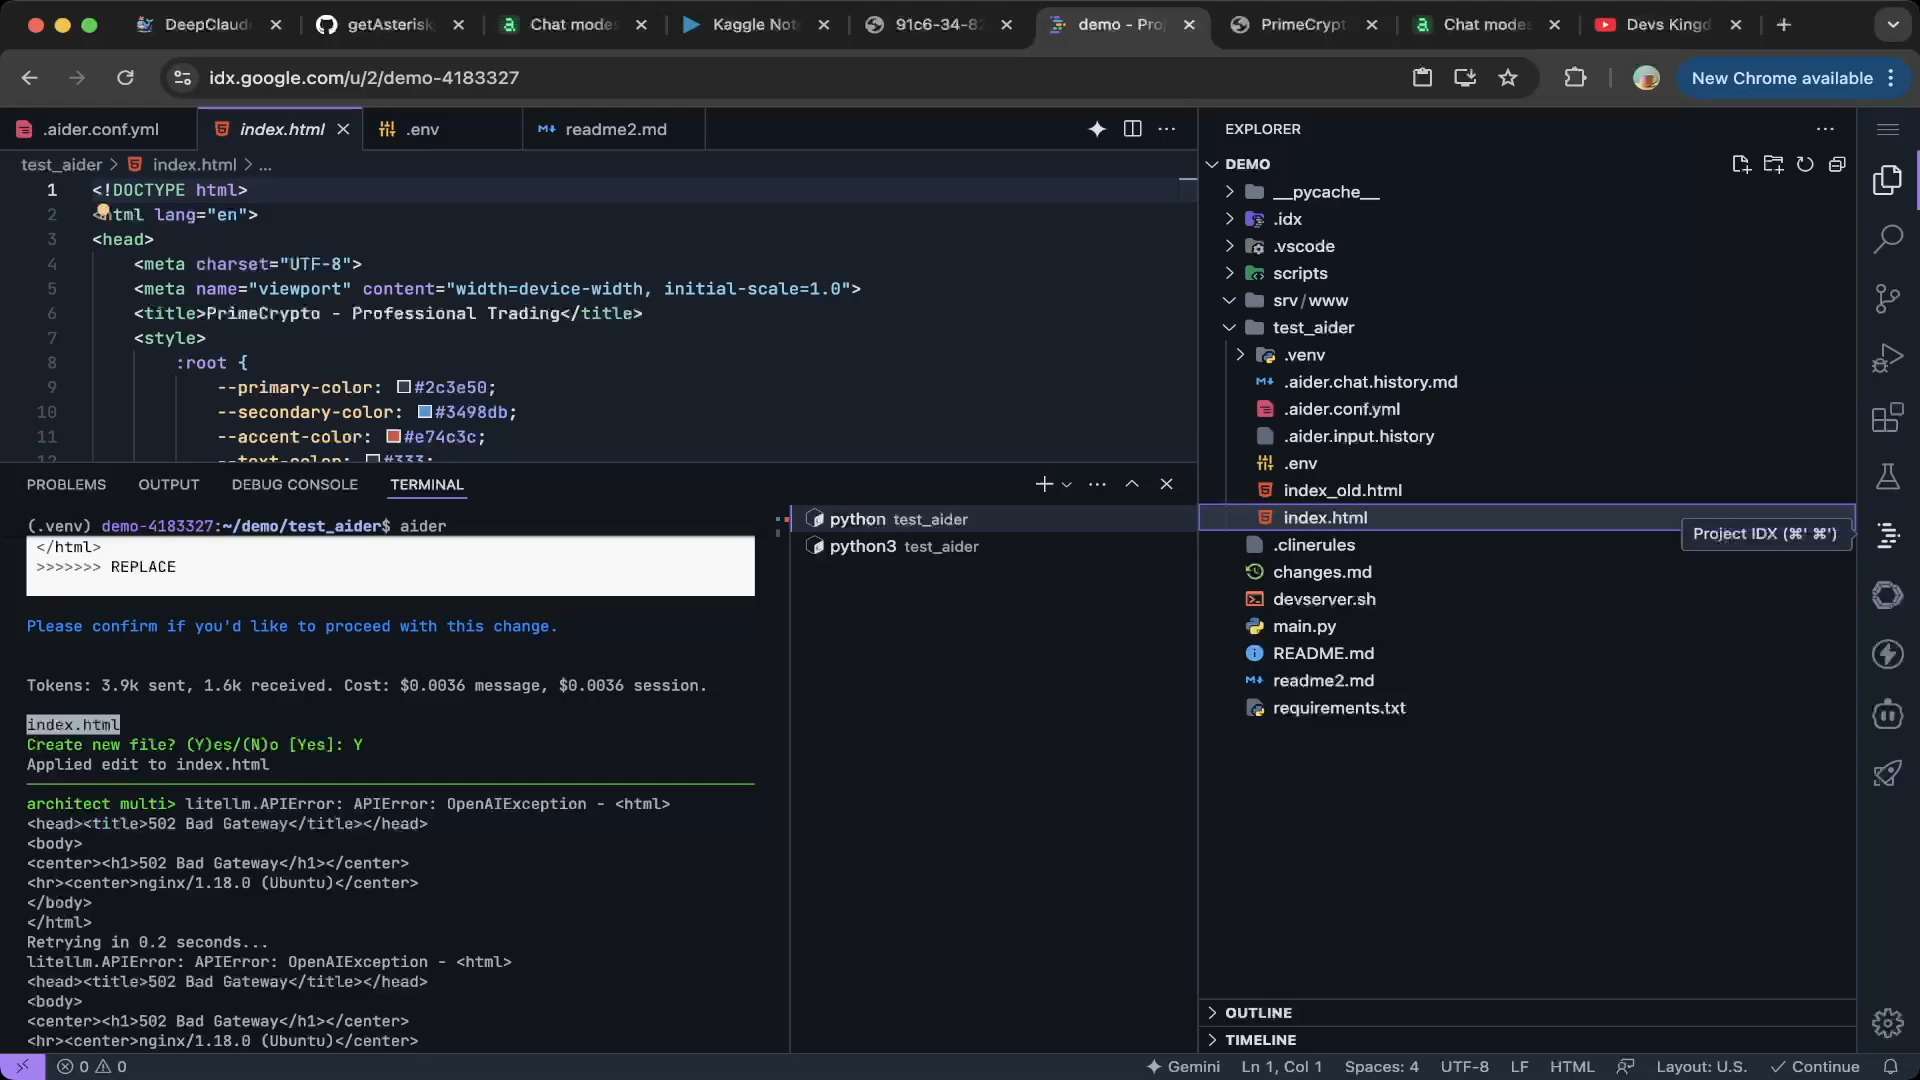 DeepClaud
getAsterisk
Chat modes
Kaggle Not
91c6-34-82
demo - Proj
PrimeCrypt
Chat modes
Devs Kingd
idx.google.com/u/2/demo-4183327
New Chrome available
.aider.conf.yml
index.html
.env
readme2.md
test_aider > index.html > ...
1 <!DOCTYPE html>
2 <html lang="en">
3 <head>
4 <meta charset="UTF-8">
5 <meta name="viewport" content="width=device-width, initial-scale=1.0">
6 <title>PrimeCrypto - Professional Trading</title>
7 <style>
8 :root {
9 --primary-color: #2c3e50;
10 --secondary-color: #3498db;
11 --accent-color: #e74c3c;
12 --text-color: #333;
PROBLEMS
OUTPUT
DEBUG CONSOLE
TERMINAL
(.venv) demo-4183327:~/demo/test_aider$ aider
</html>
>>>>>>> REPLACE
Please confirm if you'd like to proceed with this change.
Tokens: 3.9k sent, 1.6k received. Cost: $0.0036 message, $0.0036 session.
index.html
Create new file? (Y)es/(N)o [Yes]: Y
Applied edit to index.html
architect multi> litellm.APIError: APIError: OpenAIException - <html>
<head><title>502 Bad Gateway</title></head>
<body>
<center><h1>502 Bad Gateway</h1></center>
<hr><center>nginx/1.18.0 (Ubuntu)</center>
</body>
</html>
Retrying in 0.2 seconds...
litellm.APIError: APIError: OpenAIException - <html>
<head><title>502 Bad Gateway</title></head>
<body>
<center><h1>502 Bad Gateway</h1></center>
<hr><center>nginx/1.18.0 (Ubuntu)</center>
python test_aider
python3 test_aider
EXPLORER
DEMO
__pycache__
.idx
.vscode
scripts
srv/www
test_aider
.venv
.aider.chat.history.md
.aider.conf.yml
.aider.input.history
.env
index_old.html
index.html
Project IDX (⌘' ⌘')
.clinerules
changes.md
devserver.sh
main.py
README.md
readme2.md
requirements.txt
OUTLINE
TIMELINE
0 0
Gemini
Ln 1, Col 1
Spaces: 4
UTF-8
LF
HTML
Layout: U.S.
Continue